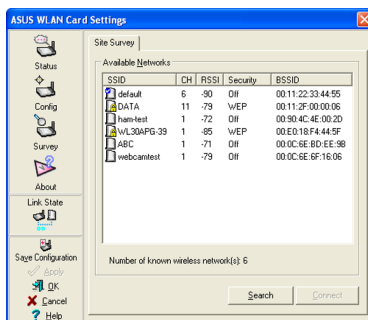 ASUS WLAN Card Settings
Status
Config
Survey
About
Link State
Save Configuration
Apply
OK
Cancel
Help
Site Survey
Available Networks
SSID CH RSSI Security BSSID
default 6 -90 Off 00:11:22:33:44:55
DATA 11 -79 WEP 00:11:2F:00:00:06
ham-test 1 -72 Off 00:90:4C:4E:00:2D
WL30APG-39 1 -85 WEP 00:E0:18:F4:44:5F
ABC 1 -71 Off 00:0C:6E:BD:EE:9B
webcamtest 1 -79 Off 00:0C:6E:6F:16:06
Number of known wireless network(s): 6
Search
Connect